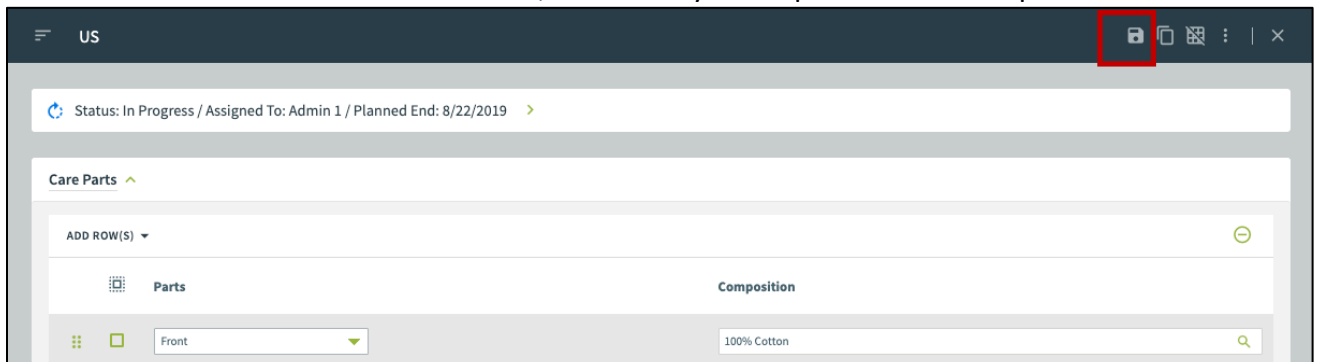 US
Status: In Progress / Assigned To: Admin 1 / Planned End: 8/22/2019
Care Parts
ADD ROW(S)
Parts Composition
Front 100% Cotton